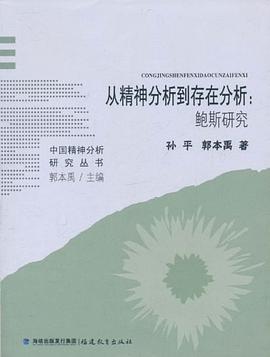 CONGJINGSHENFENXIDAOCUNZAIFENXI
从精神分析到存在分析：
鲍斯研究
孙 平 郭本禹 著
中国精神分析
研究丛书
郭本禹/主编
海峡出版发行集团
福建教育出版社